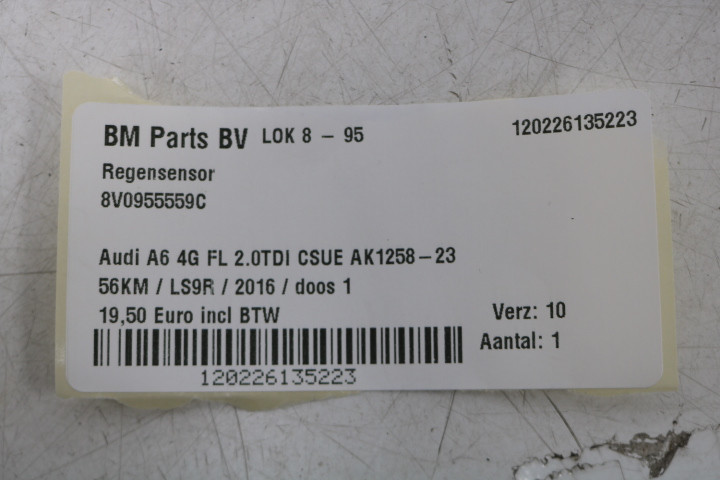 BM Parts BV LOK 8 - 95 120226135223
Regensensor
8V0955559C
Audi A6 4G FL 2.0TDI CSUE AK1258-23
56KM / LS9R / 2016 / doos 1
19,50 Euro incl BTW Verz: 10
Aantal: 1
120226135223